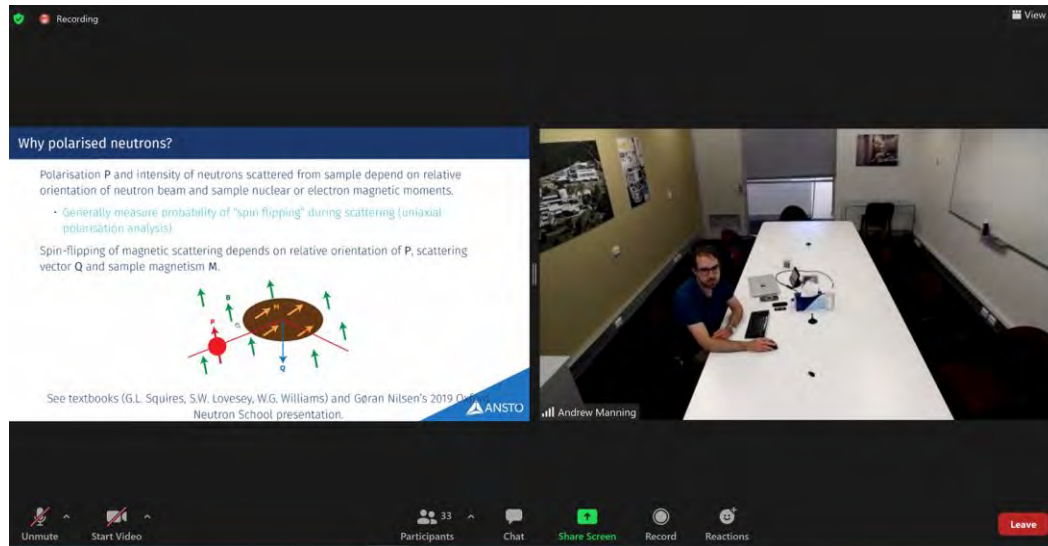 Recording
View
Why polarised neutrons?
Polarisation P and intensity of neutrons scattered from sample depend on relative
orientation of neutron beam and sample nuclear or electron magnetic moments.
· Generally measure probability of "spin flipping" during scattering (uniaxial
polarisation analysis)
Spin-flipping of magnetic scattering depends on relative orientation of P, scattering
vector Q and sample magnetism M.
B
M
P
Q
See textbooks (G.L. Squires, S.W. Lovesey, W.G. Williams) and Gøran Nilsen's 2019
Neutron School presentation.
ANSTO
Andrew Manning
Unmute
Start Video
33
Participants
Chat
Share Screen
Record
Reactions
Leave